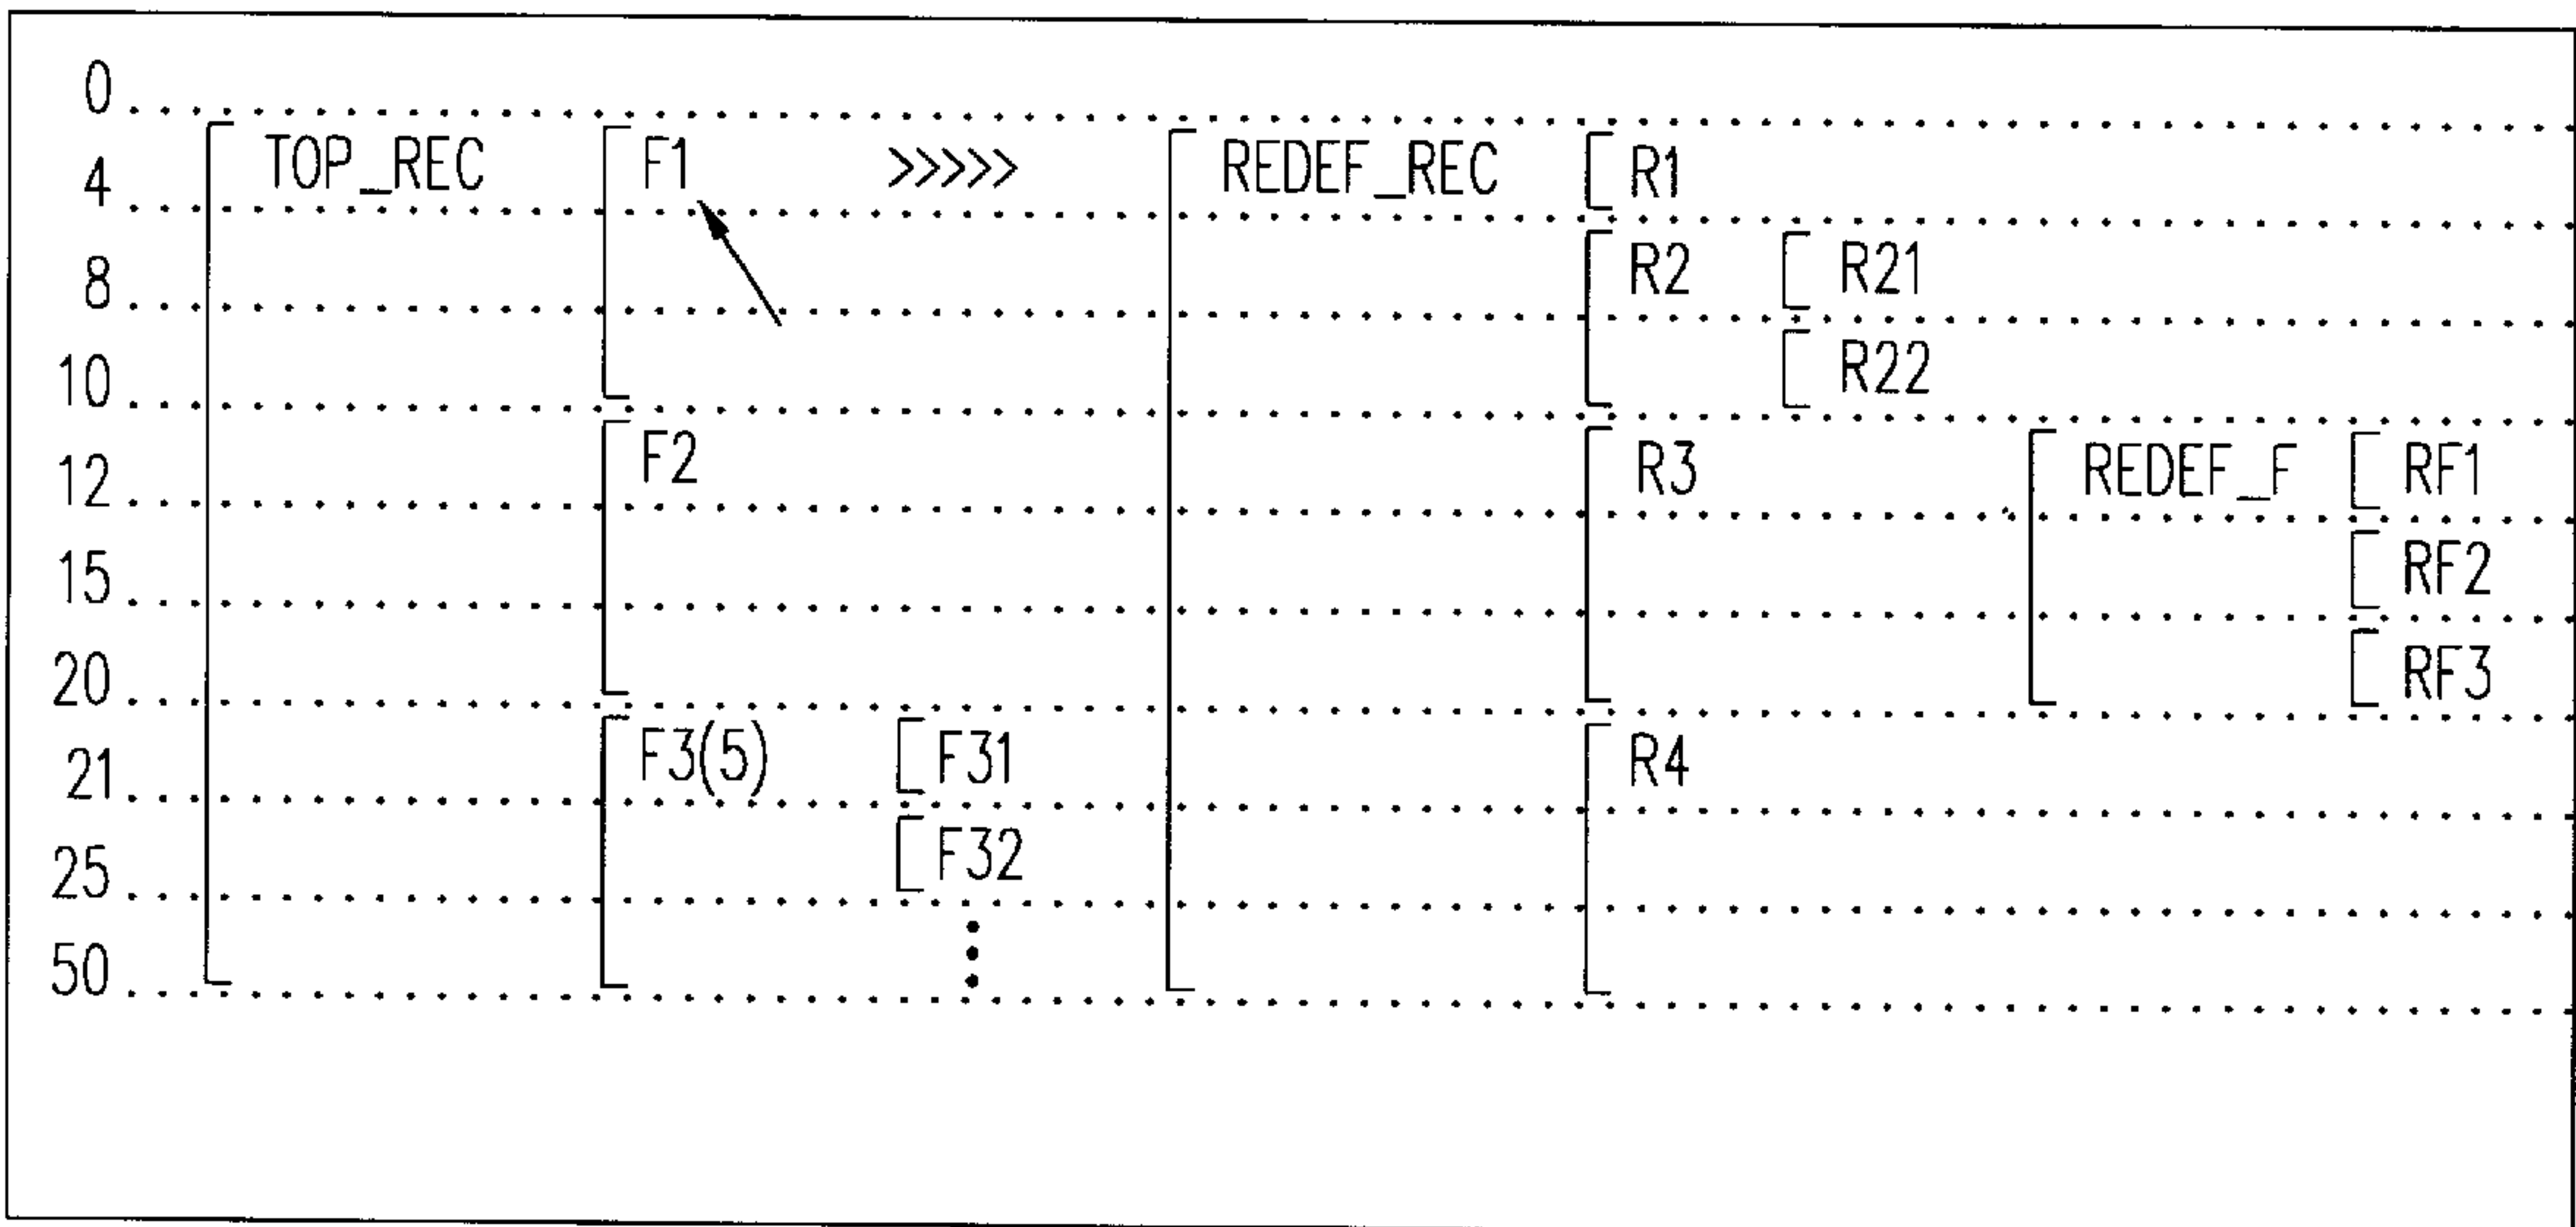 0
4 TOP_REC F1 >>>>> REDEF_REC R1
8 R2 R21
10 R22
12 F2 R3 REDEF_F RF1
15 RF2
20 RF3
21 F3(5) F31 R4
25 F32
50